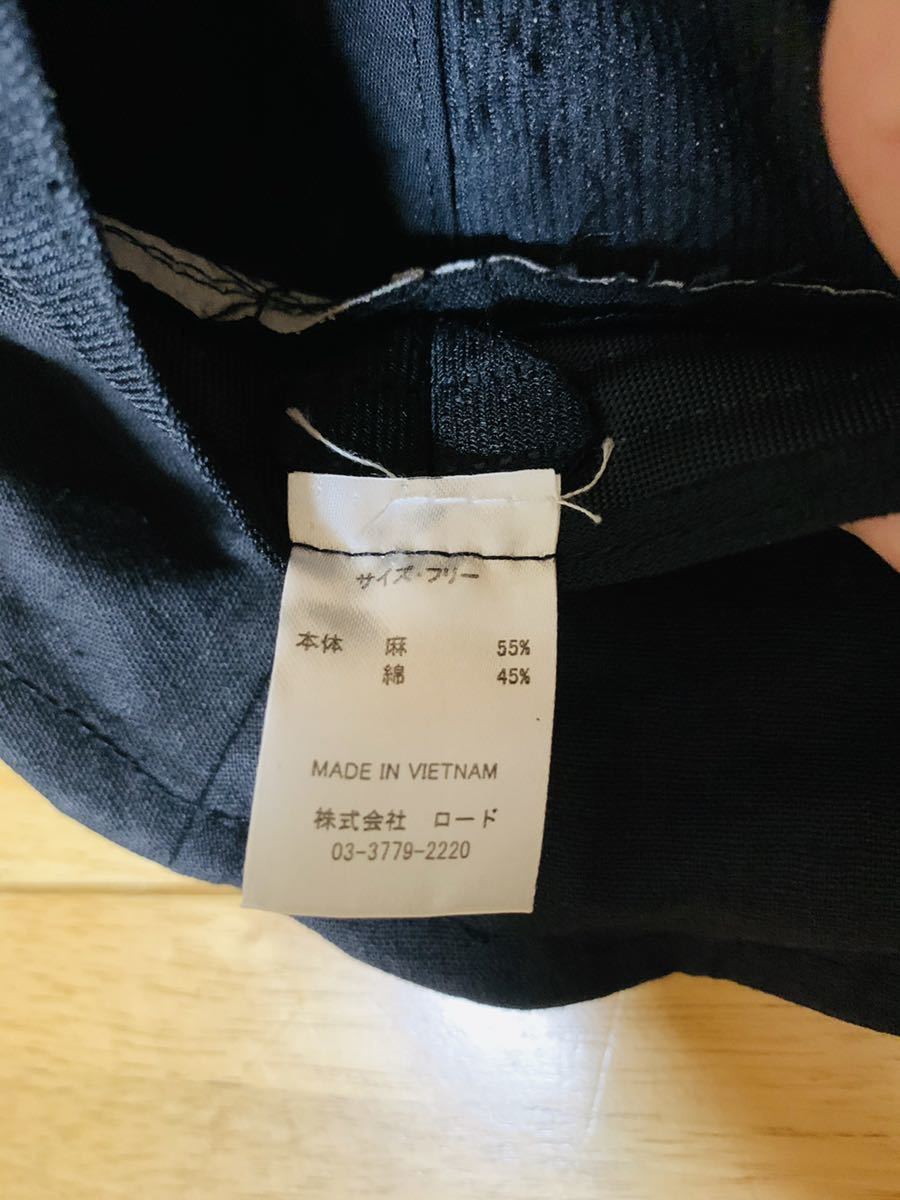 サイズ・フリー
本体 麻 55%
綿 45%
MADE IN VIETNAM
株式会社 ロード
03-3779-2220